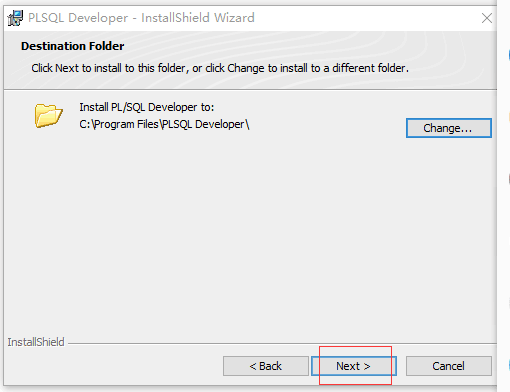 PLSQL Developer - InstallShield Wizard
Destination Folder
Click Next to install to this folder, or click Change to install to a different folder.
Install PL/SQL Developer to:
C:\Program Files\PLSQL Developer\
Change...
InstallShield
< Back
Next >
Cancel